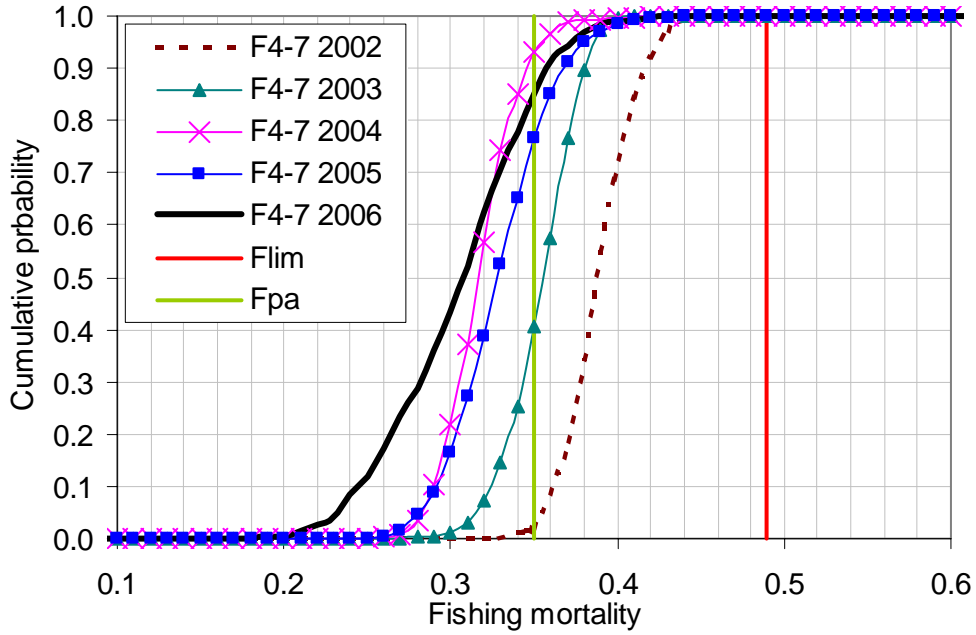 1.0
0.9
0.8
0.7
0.6
0.5
0.4
0.3
0.2
0.1
0.0
Cumulative prbability
F4-7 2002
F4-7 2003
F4-7 2004
F4-7 2005
F4-7 2006
Flim
Fpa
0.1 0.2 0.3 0.4 0.5 0.6
Fishing mortality